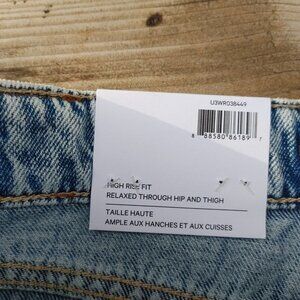 U3WR038449
8 88580 86189 7
HIGH RISE FIT
RELAXED THROUGH HIP AND THIGH
TAILLE HAUTE
AMPLE AUX HANCHES ET AUX CUISSES